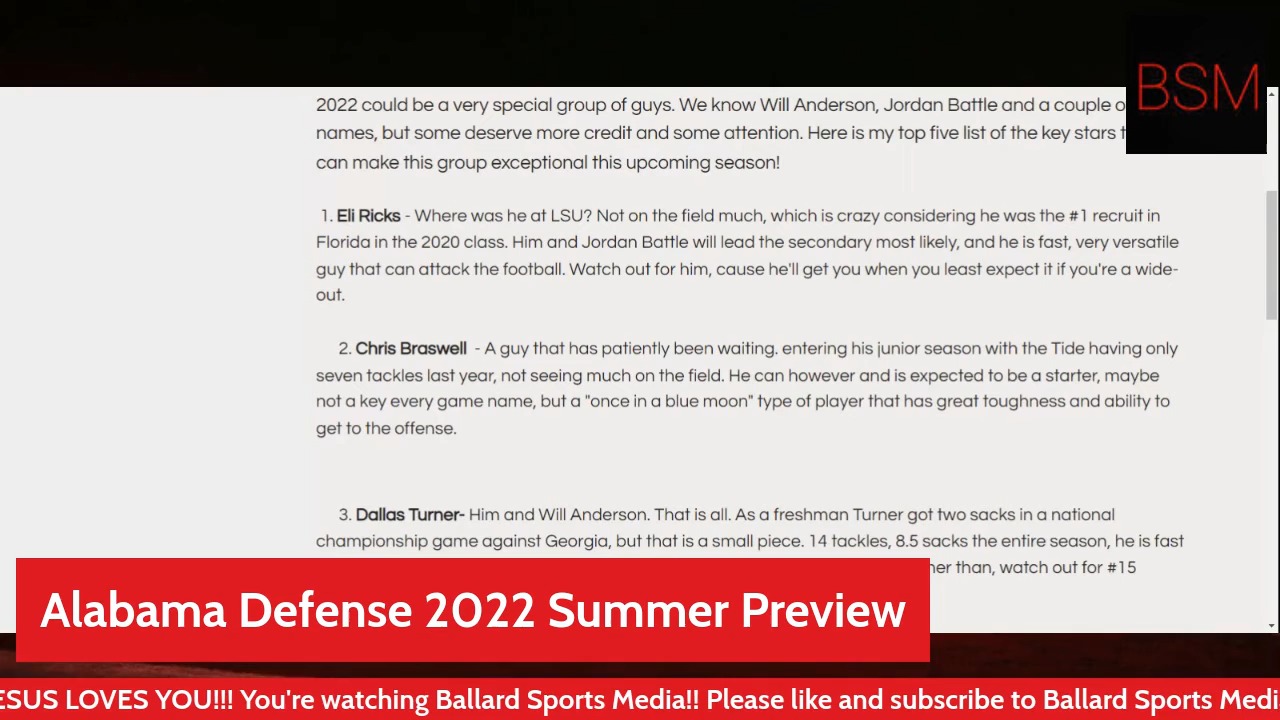 BSM
2022 could be a very special group of guys. We know Will Anderson, Jordan Battle and a couple
names, but some deserve more credit and some attention. Here is my top five list of the key stars
can make this group exceptional this upcoming season!
1. Eli Ricks - Where was he at LSU? Not on the field much, which is crazy considering he was the #1 recruit in
Florida in the 2020 class. Him and Jordan Battle will lead the secondary most likely, and he is fast, very versatile
guy that can attack the football. Watch out for him, cause he'll get you when you least expect it if you're a wide-
out.
2. Chris Braswell - A guy that has patiently been waiting. entering his junior season with the Tide having only
seven tackles last year, not seeing much on the field. He can however and is expected to be a starter, maybe
not a key every game name, but a "once in a blue moon" type of player that has great toughness and ability to
get to the offense.
3. Dallas Turner- Him and Will Anderson. That is all. As a freshman Turner got two sacks in a national
championship game against Georgia, but that is a small piece. 14 tackles, 8.5 sacks the entire season, he is fast
her than, watch out for #15
Alabama Defense 2022 Summer Preview
ESUS LOVES YOU!!! You're watching Ballard Sports Media!! Please like and subscribe to Ballard Sports Medi